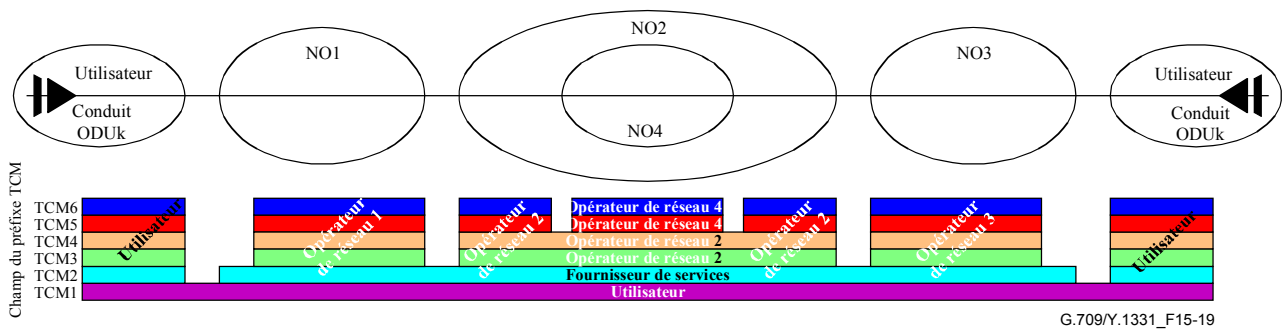 NO2
NO1
NO3
Utilisateur
Utilisateur
Conduit
ODUk
NO4
Conduit
ODUk
Champ du préfixe TCM
TCM6
TCM5
TCM4
TCM3
TCM2
TCM1
Utilisateur
Opérateur
de réseau 1
Opérateur
de réseau 2
Opérateur de réseau 4
Opérateur de réseau 4
Opérateur de réseau 2
Opérateur de réseau 2
Opérateur
de réseau 2
Opérateur
de réseau 3
Utilisateur
Fournisseur de services
Utilisateur
G.709/Y.1331_F15-19